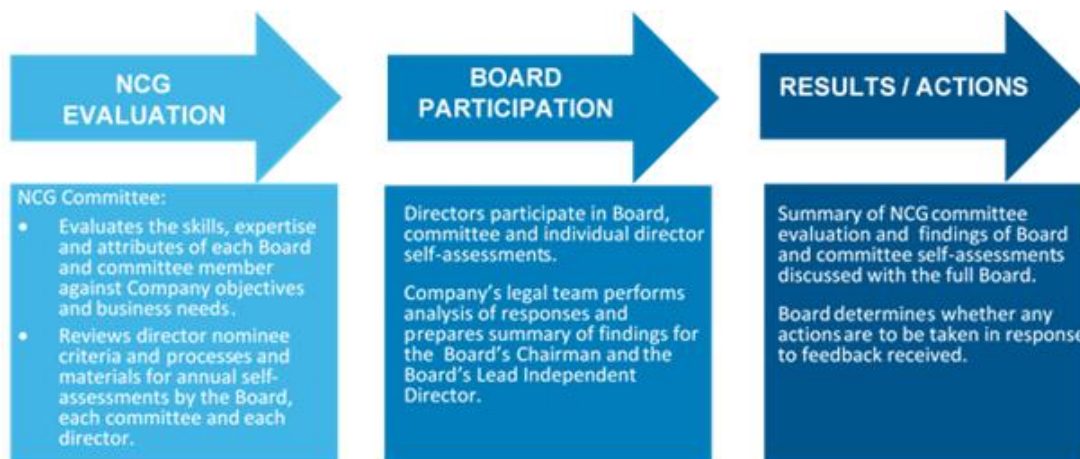 NCG
EVALUATION
NCG Committee:
• Evaluates the skills, expertise
and attributes of each Board
and committee member
against Company objectives
and business needs.
• Reviews director nominee
criteria and processes and
materials for annual self-
assessments by the Board,
each committee and each
director.
BOARD
PARTICIPATION
Directors participate in Board,
committee and individual director
self-assessments.
Company's legal team performs
analysis of responses and
prepares summary of findings for
the Board's Chairman and the
Board's Lead Independent
Director.
RESULTS / ACTIONS
Summary of NCG committee
evaluation and findings of Board
and committee self-assessments
discussed with the full Board.
Board determines whether any
actions are to be taken in response
to feedback received.